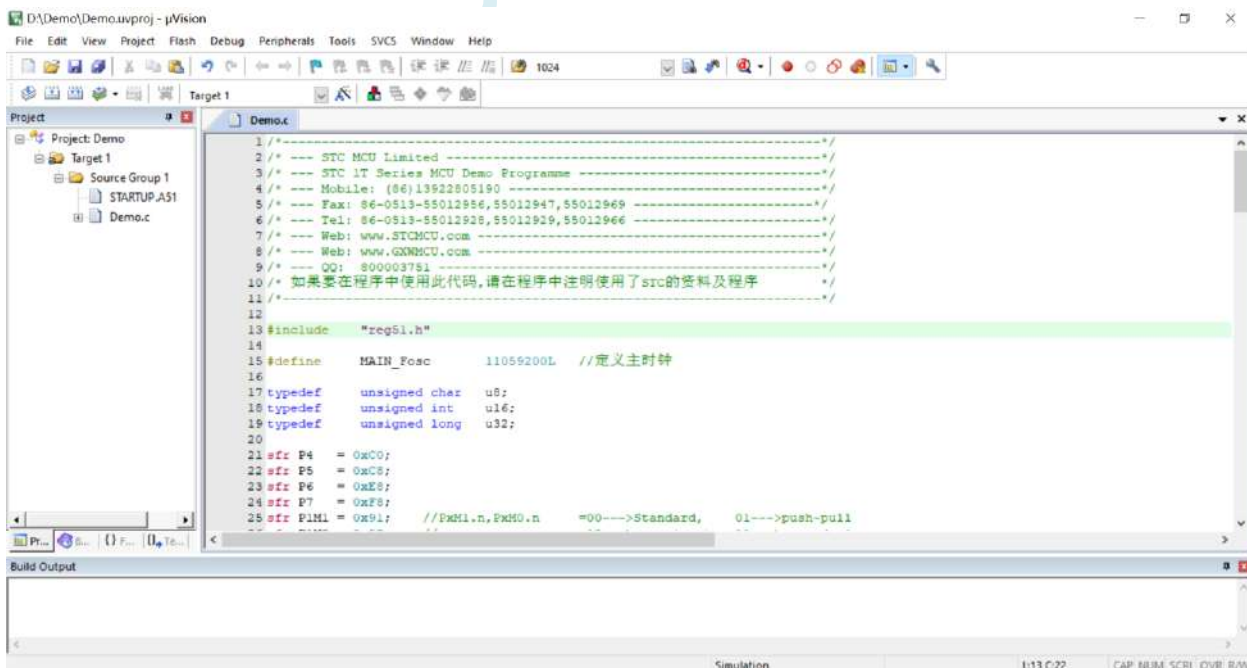 D:\Demo\Demo.uvproj - µVision
File Edit View Project Flash Debug Peripherals Tools SVCS Window Help
1024
Target 1
Project
Demo.c
Project: Demo
Target 1
Source Group 1
STARTUP.A51
Demo.c
1 /*---------------------------------------------------------------------*/
2 /* --- STC MCU Limited ------------------------------------------------*/
3 /* --- STC 1T Series MCU Demo Programme -------------------------------*/
4 /* --- Mobile: (86)13922805190 ----------------------------------------*/
5 /* --- Fax: 86-0513-55012956,55012947,55012969 ------------------------*/
6 /* --- Tel: 86-0513-55012928,55012929,55012966 ------------------------*/
7 /* --- Web: www.STCMCU.com --------------------------------------------*/
8 /* --- Web: www.GXWMCU.com --------------------------------------------*/
9 /* --- QQ: 800003751 -------------------------------------------------*/
10 /* 如果要在程序中使用此代码,请在程序中注明使用了STC的资料及程序 */
11 /*---------------------------------------------------------------------*/
12
13 #include "reg51.h"
14
15 #define MAIN_Fosc 11059200L //定义主时钟
16
17 typedef unsigned char u8;
18 typedef unsigned int u16;
19 typedef unsigned long u32;
20
21 sfr P4 = 0xC0;
22 sfr P5 = 0xC8;
23 sfr P6 = 0xE8;
24 sfr P7 = 0xF8;
25 sfr P1M1 = 0x91; //PxM1.n,PxM0.n =00--->Standard, 01--->push-pull
Pr... {} F... Te...
Build Output
Simulation L:13 C:22 CAP NUM SCRL OVR R/W